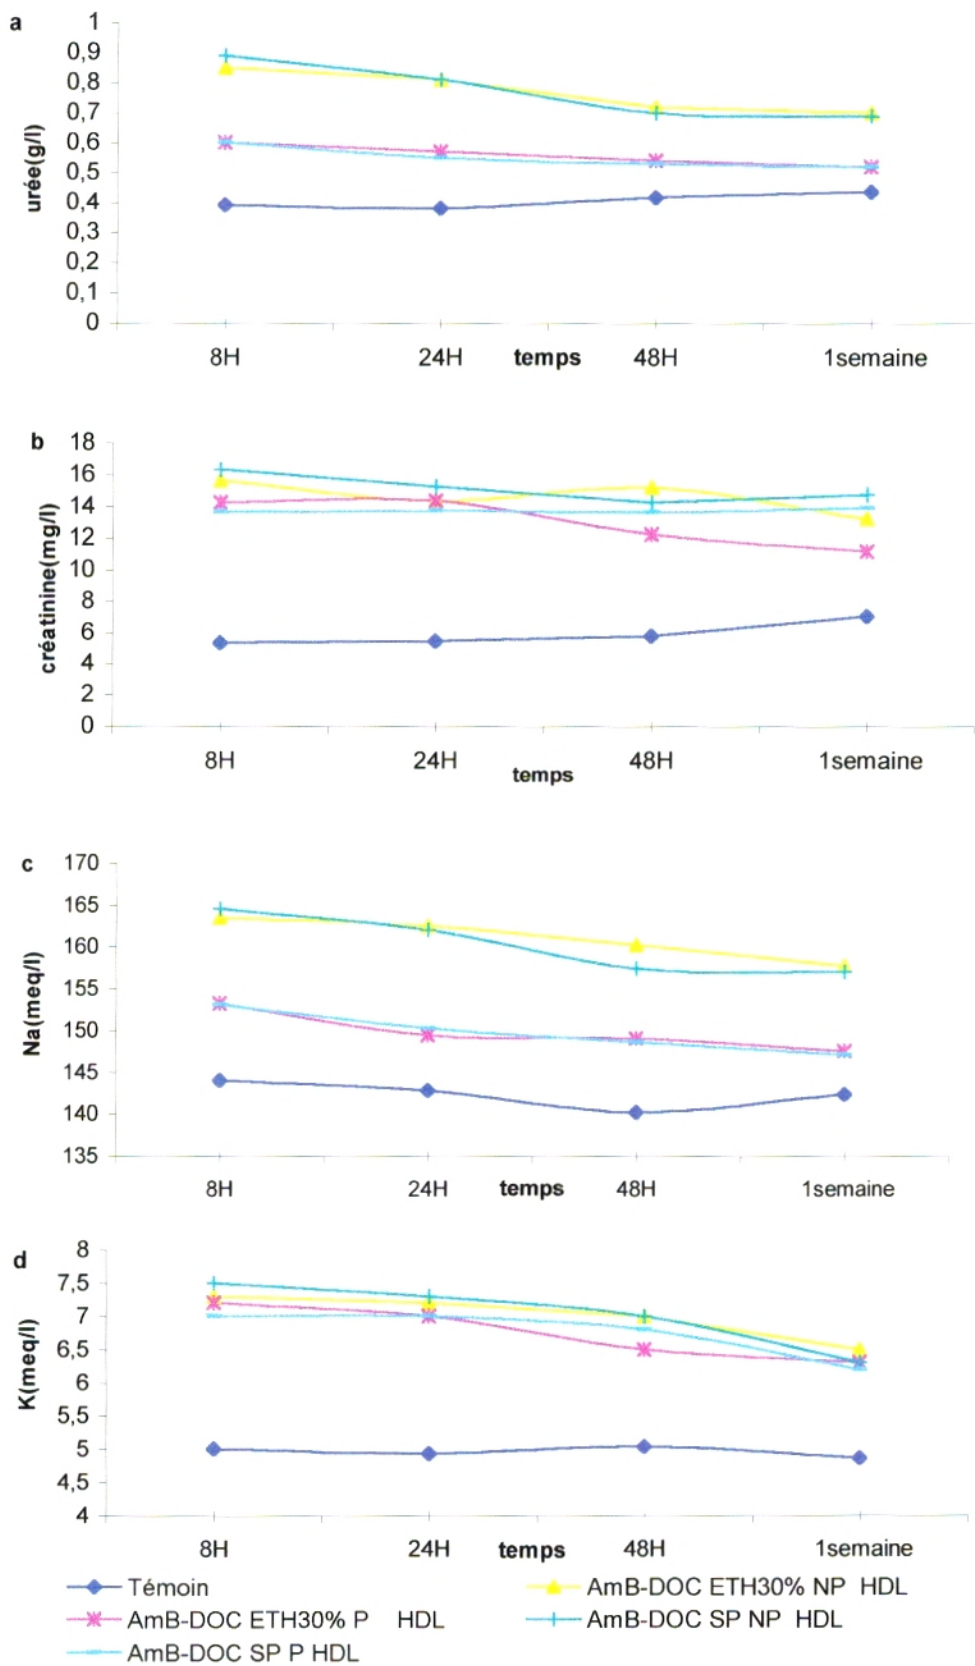 a
urée(g/l)
1
0,9
0,8
0,7
0,6
0,5
0,4
0,3
0,2
0,1
0
8H 24H temps 48H 1semaine
b
créatinine(mg/l)
18
16
14
12
10
8
6
4
2
0
8H 24H temps 48H 1semaine
c
Na(meq/l)
170
165
160
155
150
145
140
135
8H 24H temps 48H 1semaine
d
K(meq/l)
8
7,5
7
6,5
6
5,5
5
4,5
4
8H 24H temps 48H 1semaine
Témoin
AmB-DOC ETH30% NP HDL
AmB-DOC ETH30% P HDL
AmB-DOC SP NP HDL
AmB-DOC SP P HDL